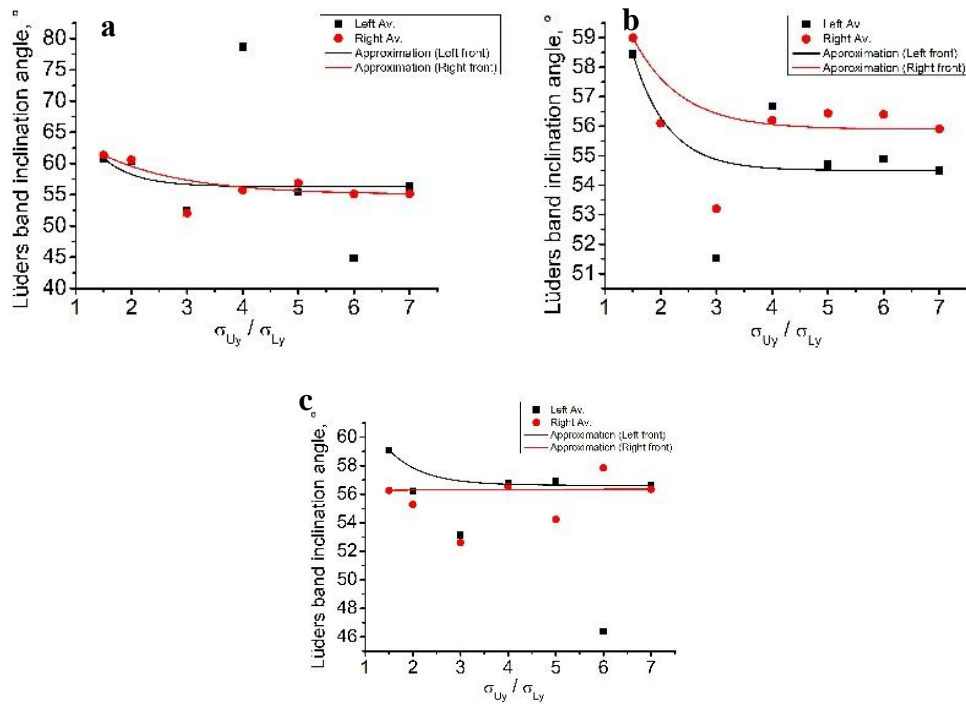 a
Lüders band inclination angle, °
Left Av.
Right Av.
Approximation (Left front)
Approximation (Right front)
80
75
70
65
60
55
50
45
40
1 2 3 4 5 6 7
σUy / σLy
b
Lüders band inclination angle, °
Left Av.
Right Av.
Approximation (Left front)
Approximation (Right front)
59
58
57
56
55
54
53
52
51
1 2 3 4 5 6 7
σUy / σLy
c
Lüders band inclination angle, °
Left Av.
Right Av.
Approximation (Left front)
Approximation (Right front)
60
58
56
54
52
50
48
46
1 2 3 4 5 6 7
σUy / σLy